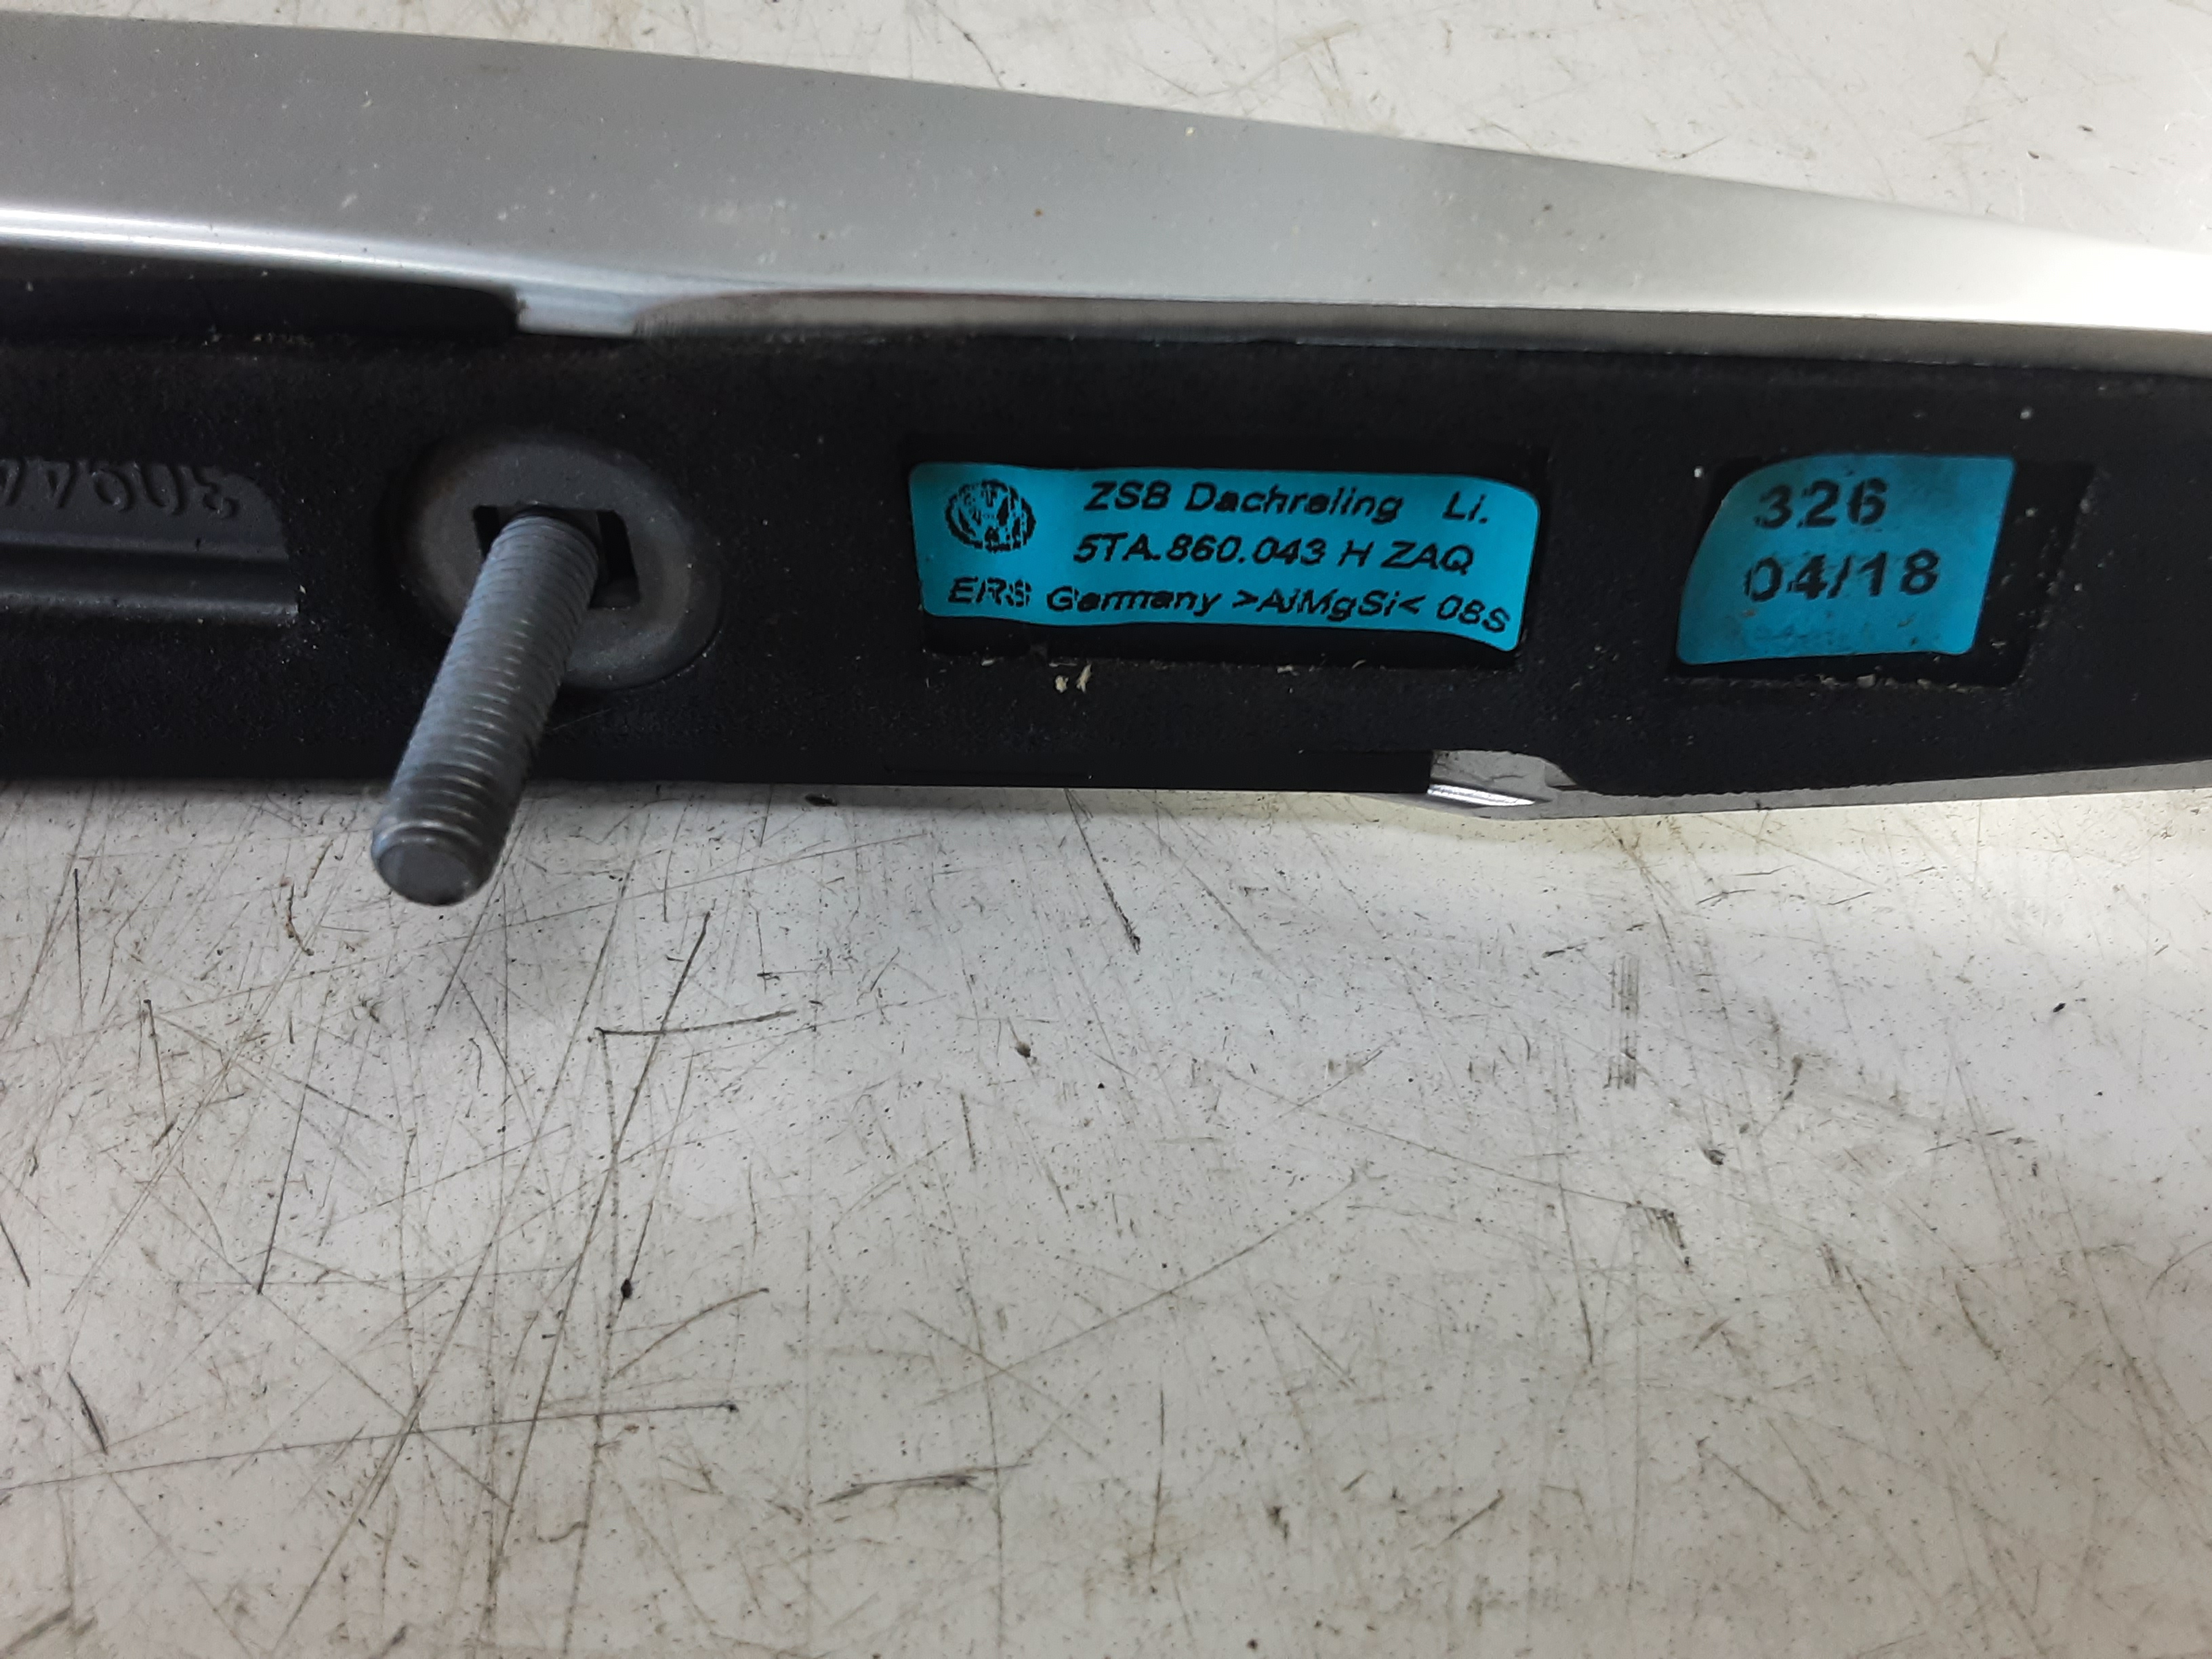 ZSB Dachreling Li.
5TA.860.043 H ZAQ
ERS Germany >AlMgSi< 08S
326
04/18